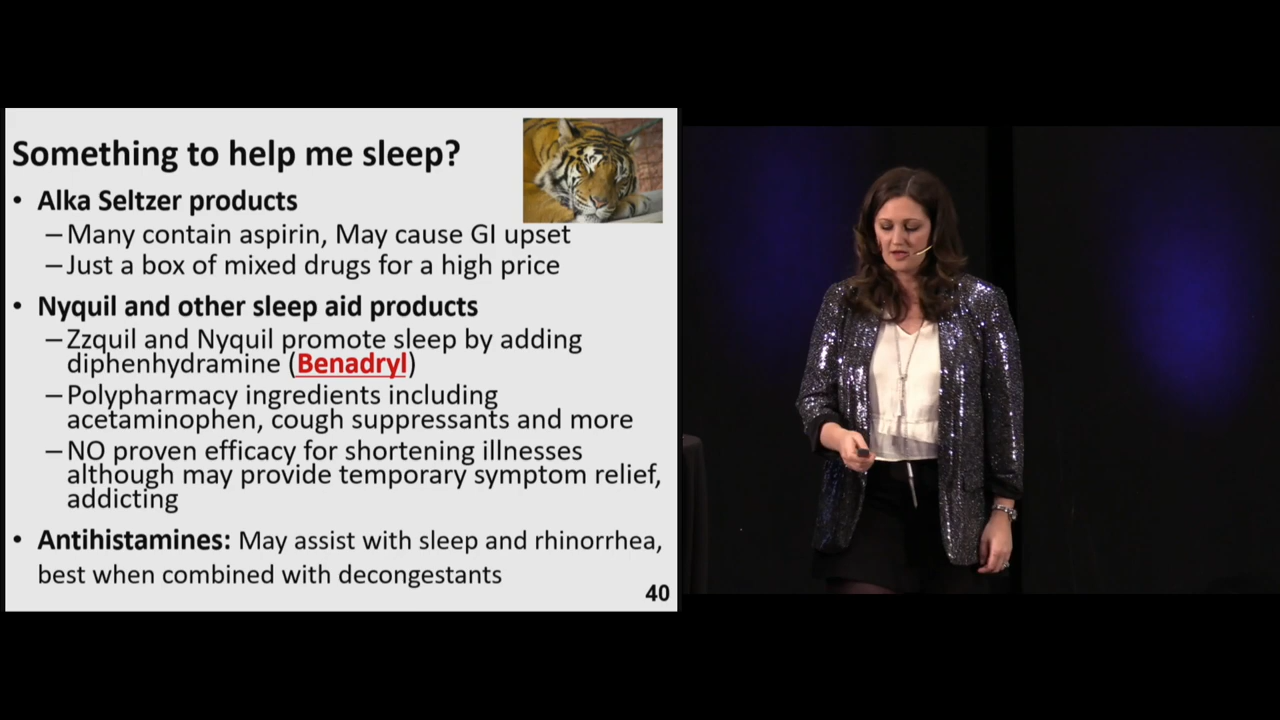 Something to help me sleep?
• Alka Seltzer products
–Many contain aspirin, May cause GI upset
–Just a box of mixed drugs for a high price
• Nyquil and other sleep aid products
–Zzquil and Nyquil promote sleep by adding
diphenhydramine (Benadryl)
–Polypharmacy ingredients including
acetaminophen, cough suppressants and more
–NO proven efficacy for shortening illnesses
although may provide temporary symptom relief,
addicting
• Antihistamines: May assist with sleep and rhinorrhea,
best when combined with decongestants
40